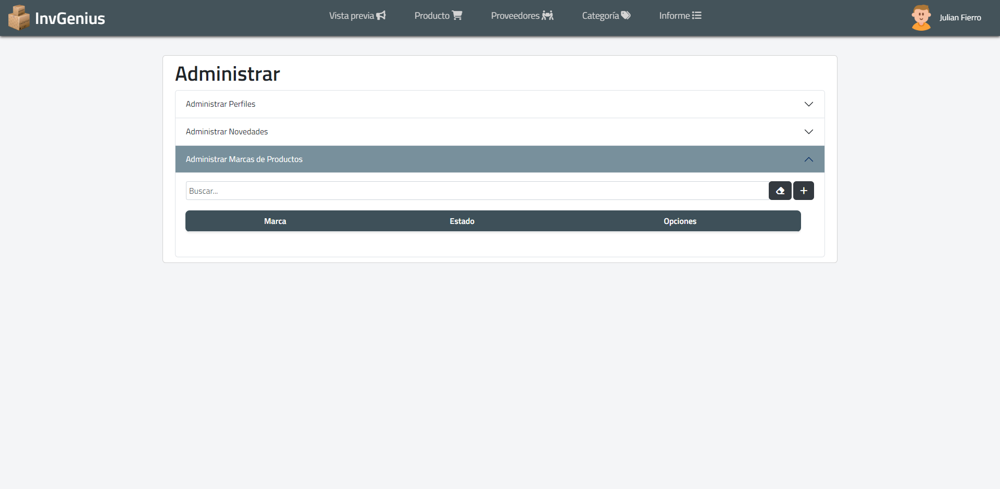 InvGenius
Vista previa
Producto
Proveedores
Categoría
Informe
Julian Fierro
Administrar
Administrar Perfiles
Administrar Novedades
Administrar Marcas de Productos
Buscar...
Marca Estado Opciones